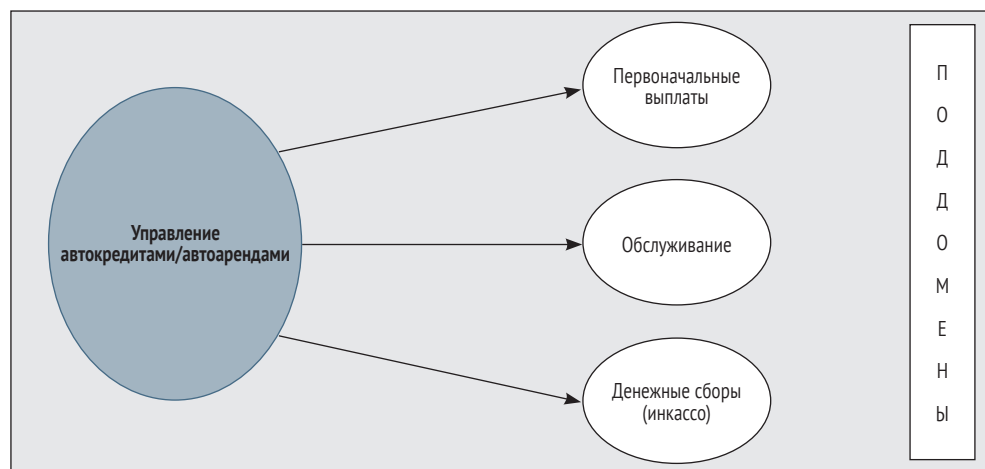 Управление
автокредитами/автоарендами
Первоначальные
выплаты
Обслуживание
Денежные сборы
(инкассо)
П
О
Д
Д
О
М
Е
Н
Ы